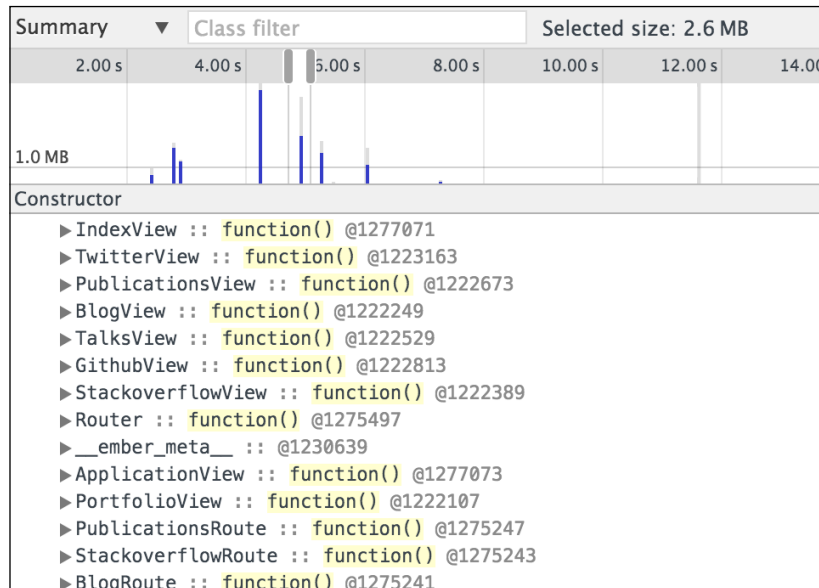 Summary ▼ Class filter Selected size: 2.6 MB
2.00 s 4.00 s 6.00 s 8.00 s 10.00 s 12.00 s 14.00
1.0 MB
Constructor
▶IndexView :: function() @1277071
▶TwitterView :: function() @1223163
▶PublicationsView :: function() @1222673
▶BlogView :: function() @1222249
▶TalksView :: function() @1222529
▶GithubView :: function() @1222813
▶StackoverflowView :: function() @1222389
▶Router :: function() @1275497
▶__ember_meta__ :: @1230639
▶ApplicationView :: function() @1277073
▶PortfolioView :: function() @1222107
▶PublicationsRoute :: function() @1275247
▶StackoverflowRoute :: function() @1275243
▶BlogRoute :: function() @1275241